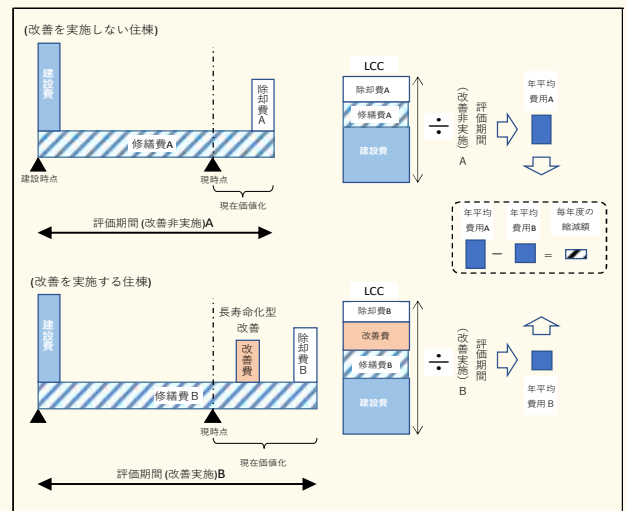 (改善を実施しない住棟)
建設費
除却費A
修繕費A
建設時点
現時点
現在価値化
評価期間(改善非実施)A
LCC
除却費A
修繕費A
建設費
÷
評価期間
(改善非実施)A
年平均
費用A
年平均
費用A
年平均
費用B
毎年度の
縮減額
－
＝
(改善を実施する住棟)
建設費
長寿命化型
改善
改善費
除却費B
修繕費B
現時点
現在価値化
評価期間(改善実施)B
LCC
除却費B
改善費
修繕費B
建設費
÷
評価期間
(改善実施)B
年平均
費用B